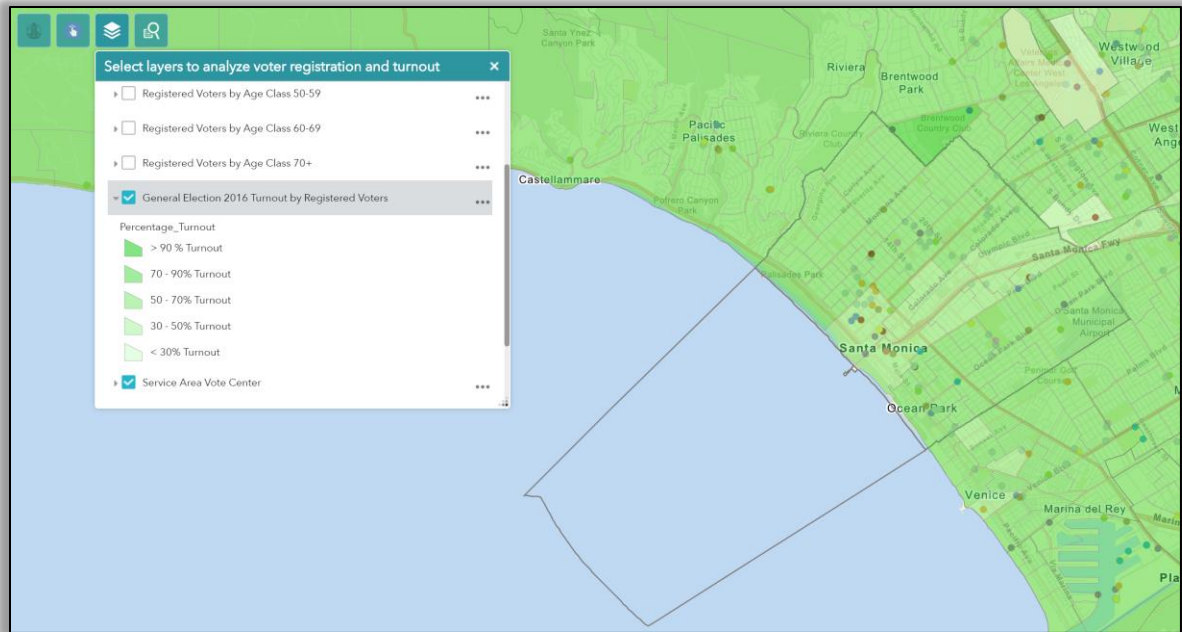 Select layers to analyze voter registration and turnout
Registered Voters by Age Class 50-59
Registered Voters by Age Class 60-69
Registered Voters by Age Class 70+
General Election 2016 Turnout by Registered Voters
Percentage_Turnout
> 90 % Turnout
70 - 90% Turnout
50 - 70% Turnout
30 - 50% Turnout
< 30% Turnout
Service Area Vote Center
Santa Ynez
Canyon Park
Riviera
Brentwood
Park
Westwood
Village
Pacific
Palisades
Riviera Country
Club
Brentwood
Country Club
Castellammare
Potrero Canyon
Park
Palisades Park
Santa Monica Fwy
Olympic Blvd
Colorado Ave
Santa Monica
Municipal
Airport
Santa Monica
Ocean Park
Venice
Marina del Rey